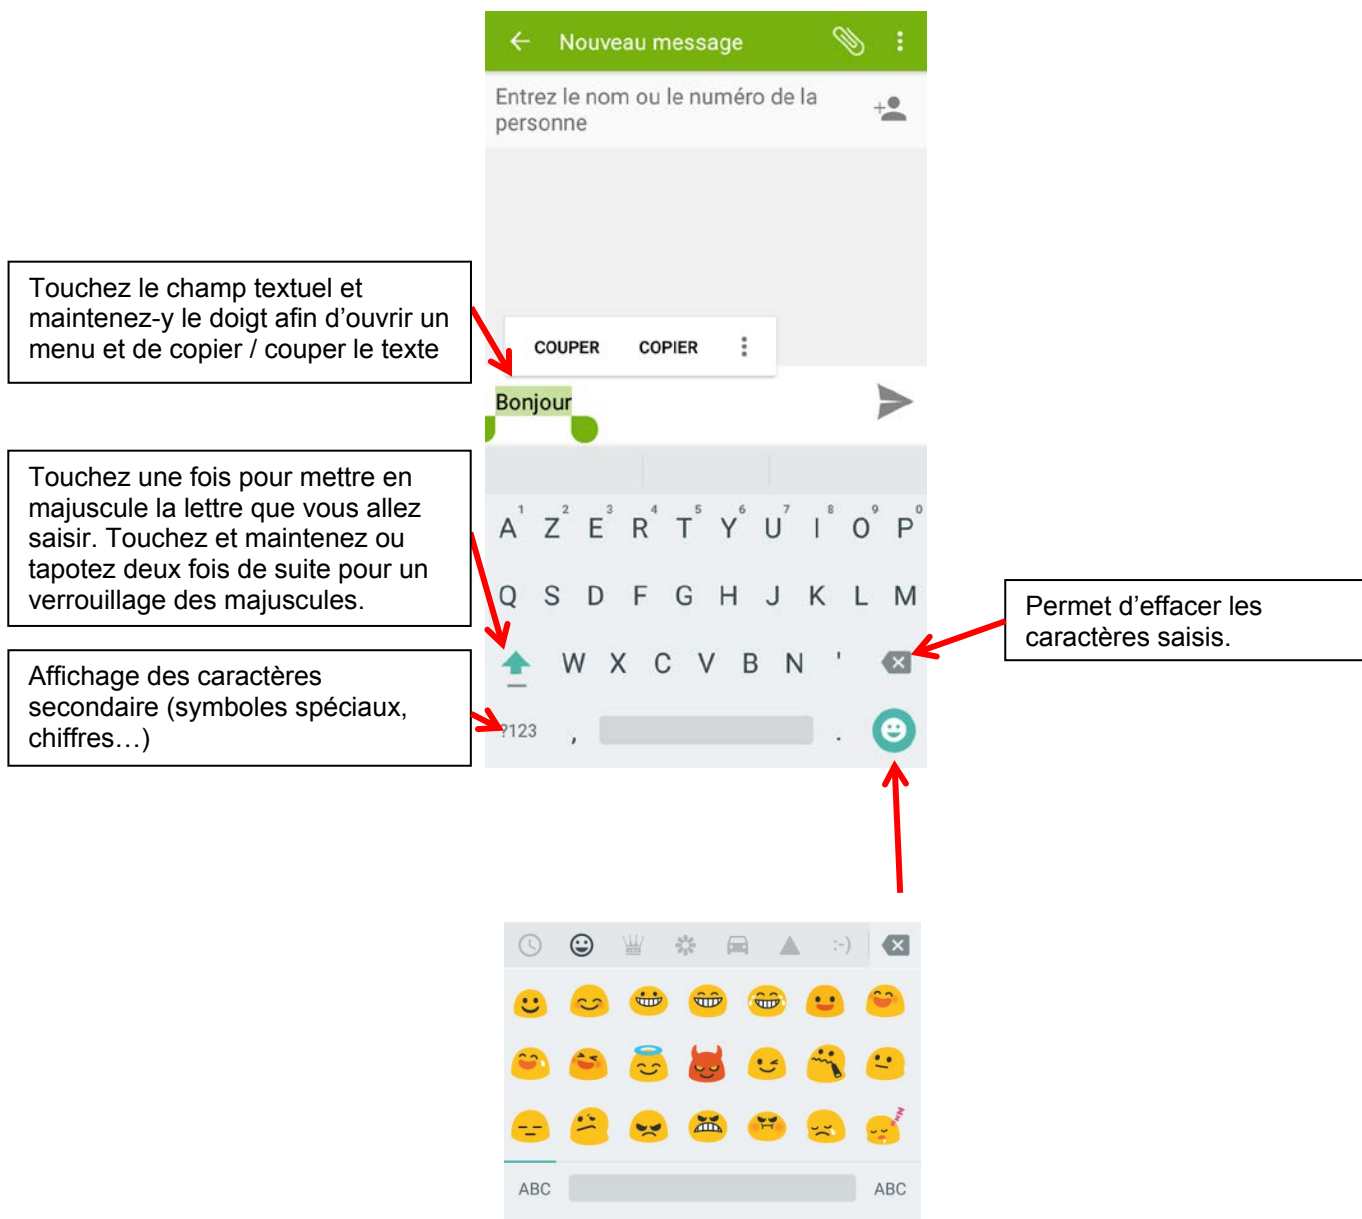 Nouveau message
Entrez le nom ou le numéro de la
personne
Touchez le champ textuel et
maintenez-y le doigt afin d’ouvrir un
menu et de copier / couper le texte
COUPER COPIER
Bonjour
Touchez une fois pour mettre en
majuscule la lettre que vous allez
saisir. Touchez et maintenez ou
tapotez deux fois de suite pour un
verrouillage des majuscules.
1 2 3 4 5 6 7 8 9 0
A Z E R T Y U I O P
Q S D F G H J K L M
W X C V B N '
Permet d’effacer les
caractères saisis.
Affichage des caractères
secondaire (symboles spéciaux,
chiffres…)
?123 , .
:-)
ABC ABC